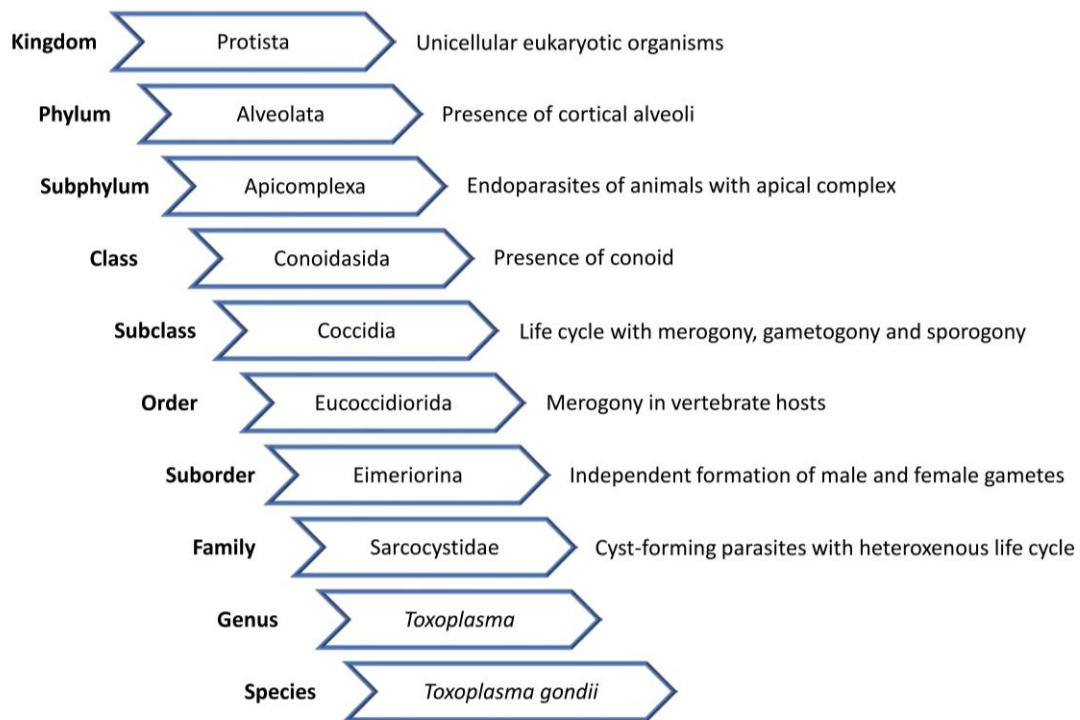 Kingdom Protista Unicellular eukaryotic organisms
Phylum Alveolata Presence of cortical alveoli
Subphylum Apicomplexa Endoparasites of animals with apical complex
Class Conoidasida Presence of conoid
Subclass Coccidia Life cycle with merogony, gametogony and sporogony
Order Eucoccidiorida Merogony in vertebrate hosts
Suborder Eimeriorina Independent formation of male and female gametes
Family Sarcocystidae Cyst-forming parasites with heteroxenous life cycle
Genus Toxoplasma
Species Toxoplasma gondii